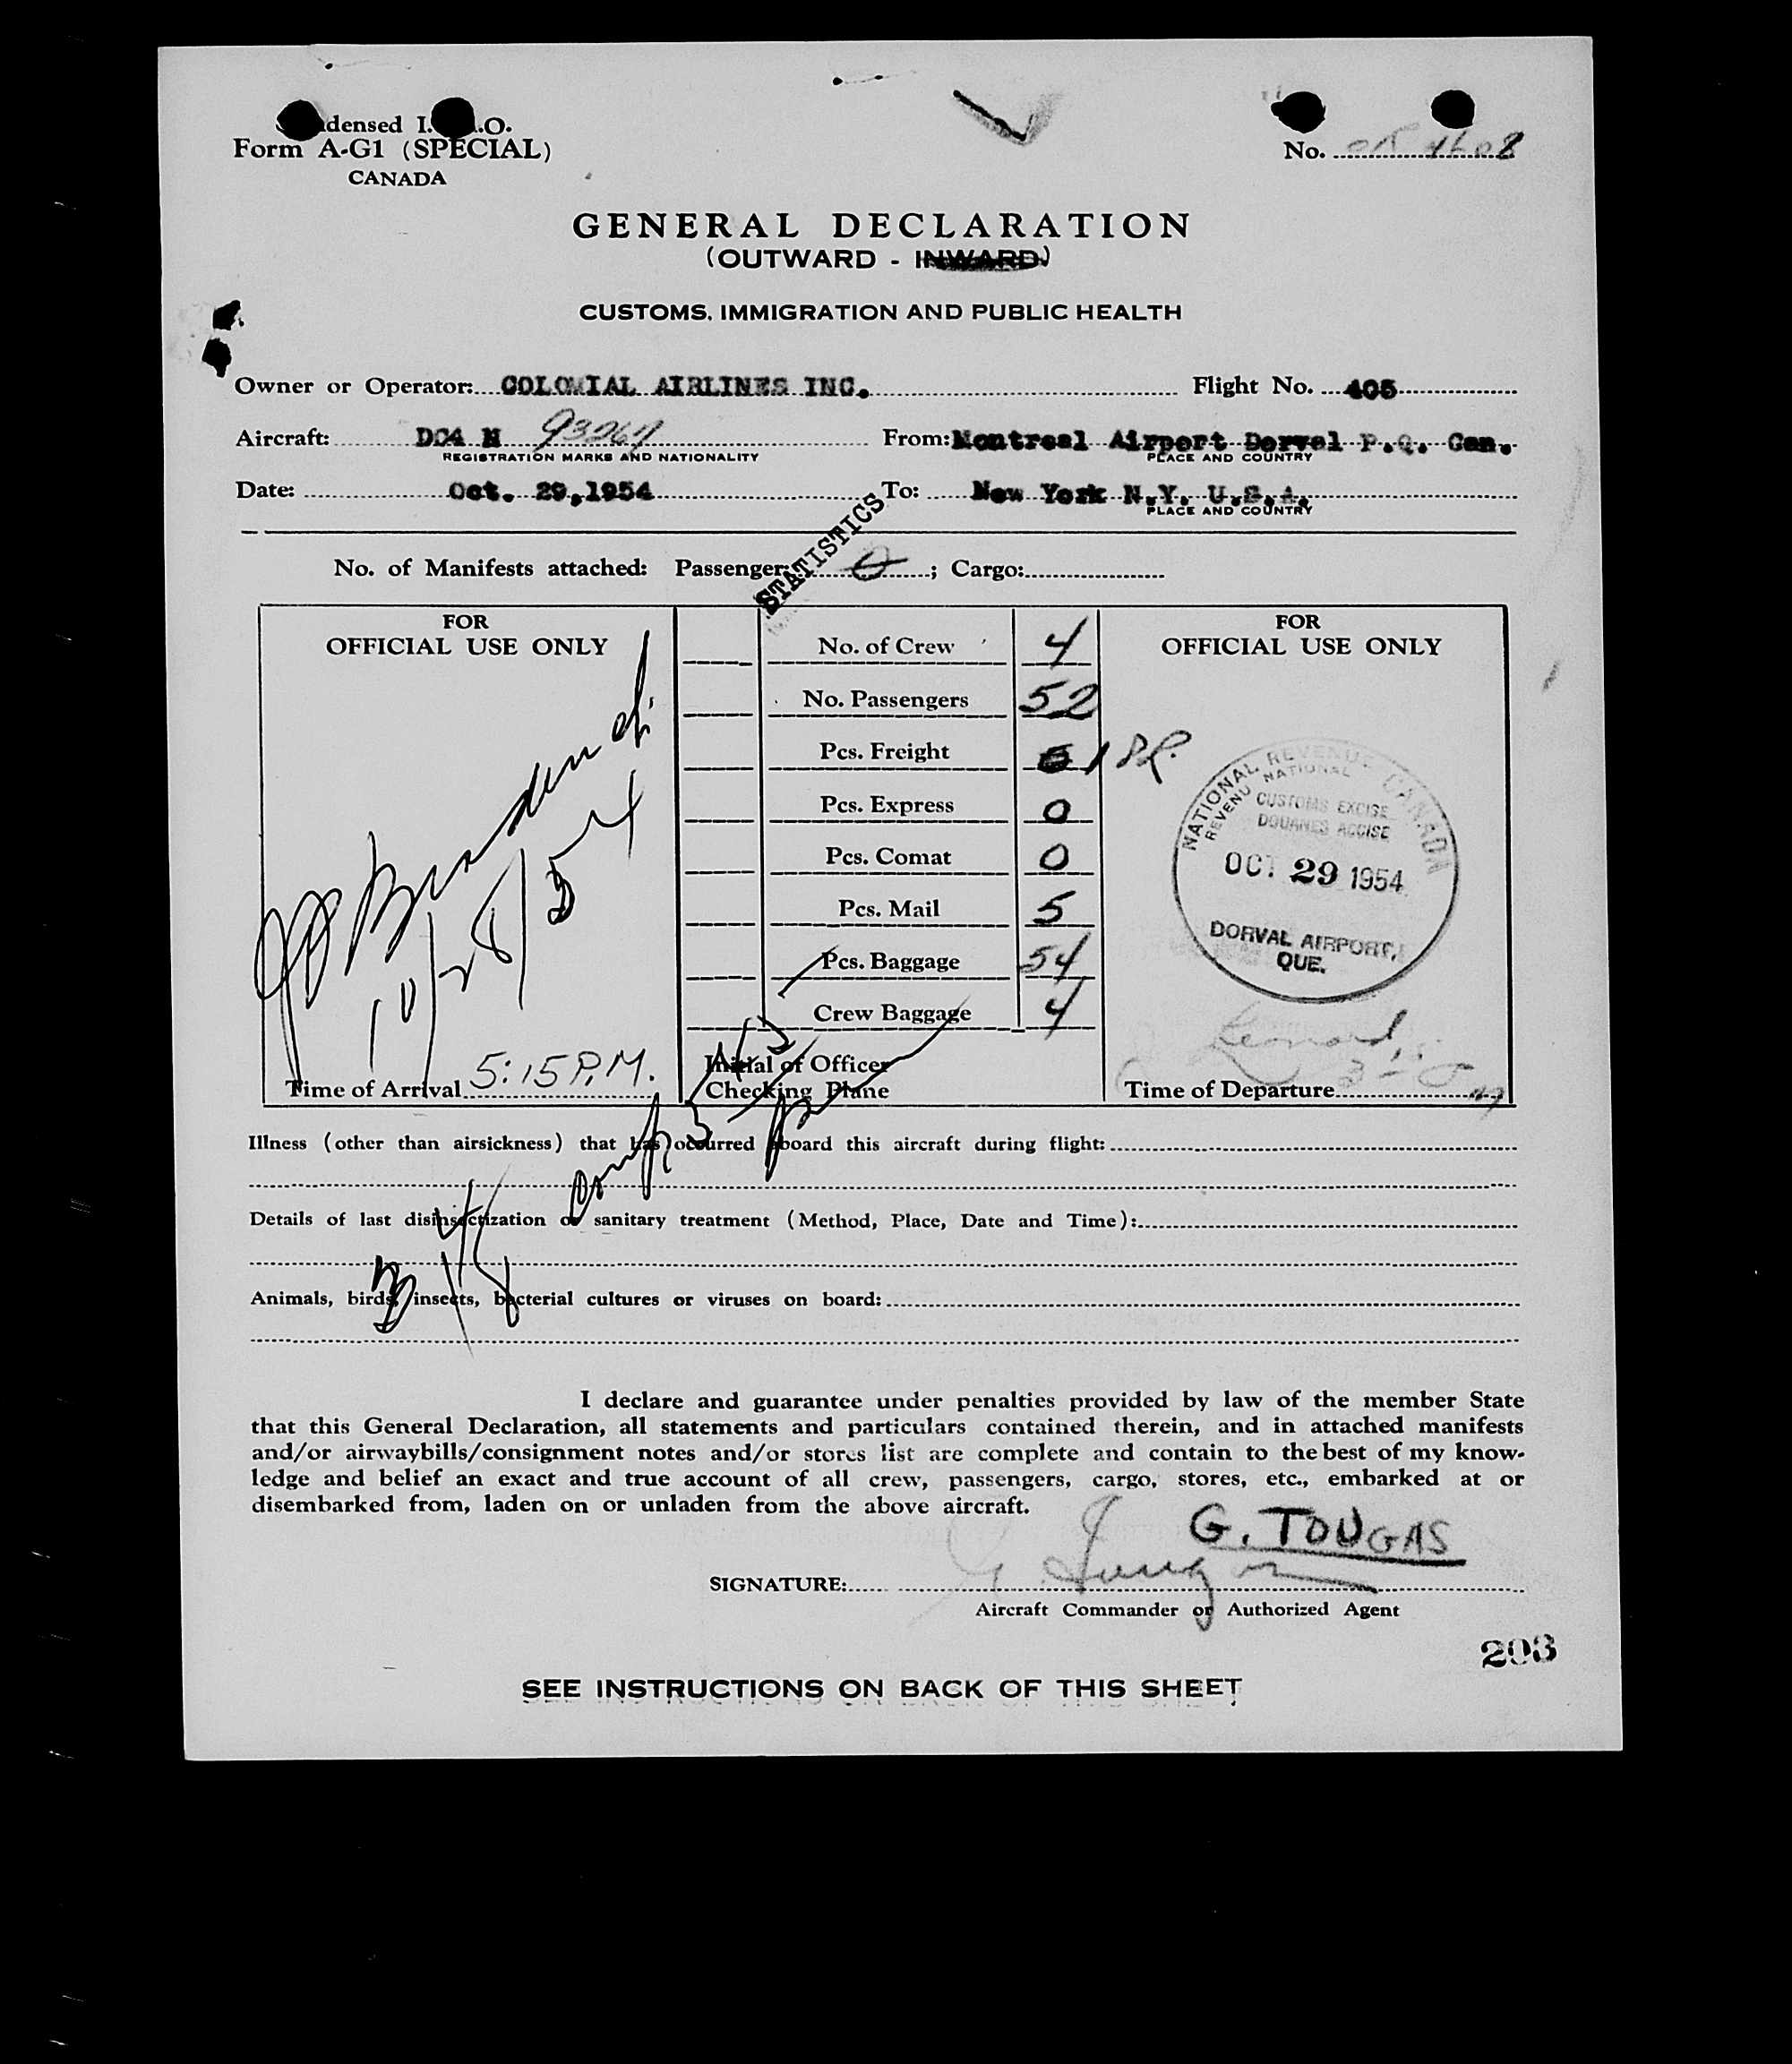 densed I. .O.
Form A-G1 (SPECIAL)
CANADA
No.
GENERAL DECLARATION
(OUTWARD - INWARD)
CUSTOMS, IMMIGRATION AND PUBLIC HEALTH
Owner or Operator: COLONIAL AIRLINES INC. Flight No. 405
Aircraft: DC4 N From: Montreal Airport Dorval P.Q. Can.
REGISTRATION MARKS AND NATIONALITY PLACE AND COUNTRY
Date: Oct. 29, 1954 To: New York N.Y. U.S.A.
PLACE AND COUNTRY
STATISTICS
No. of Manifests attached: Passenger: 0; Cargo:
FOR
OFFICIAL USE ONLY
10/28/54
Time of Arrival 5:15 P.M.
No. of Crew 4
No. Passengers 52
Pcs. Freight 1
Pcs. Express 0
Pcs. Comat 0
Pcs. Mail 5
Pcs. Baggage 54
Crew Baggage 4
Initial of Officer
Checking Plane
FOR
OFFICIAL USE ONLY
NATIONAL REVENUE CANADA
REVENU NATIONAL
CUSTOMS EXCISE
DOUANES ACCISE
OCT 29 1954
DORVAL AIRPORT,
QUE.
Time of Departure
Illness (other than airsickness) that has occurred aboard this aircraft during flight:
Details of last disinsectization or sanitary treatment (Method, Place, Date and Time):
Animals, birds, insects, bacterial cultures or viruses on board:
I declare and guarantee under penalties provided by law of the member State
that this General Declaration, all statements and particulars contained therein, and in attached manifests
and/or airwaybills/consignment notes and/or stores list are complete and contain to the best of my know-
ledge and belief an exact and true account of all crew, passengers, cargo, stores, etc., embarked at or
disembarked from, laden on or unladen from the above aircraft.
G. TOUGAS
SIGNATURE:
Aircraft Commander or Authorized Agent
203
SEE INSTRUCTIONS ON BACK OF THIS SHEET